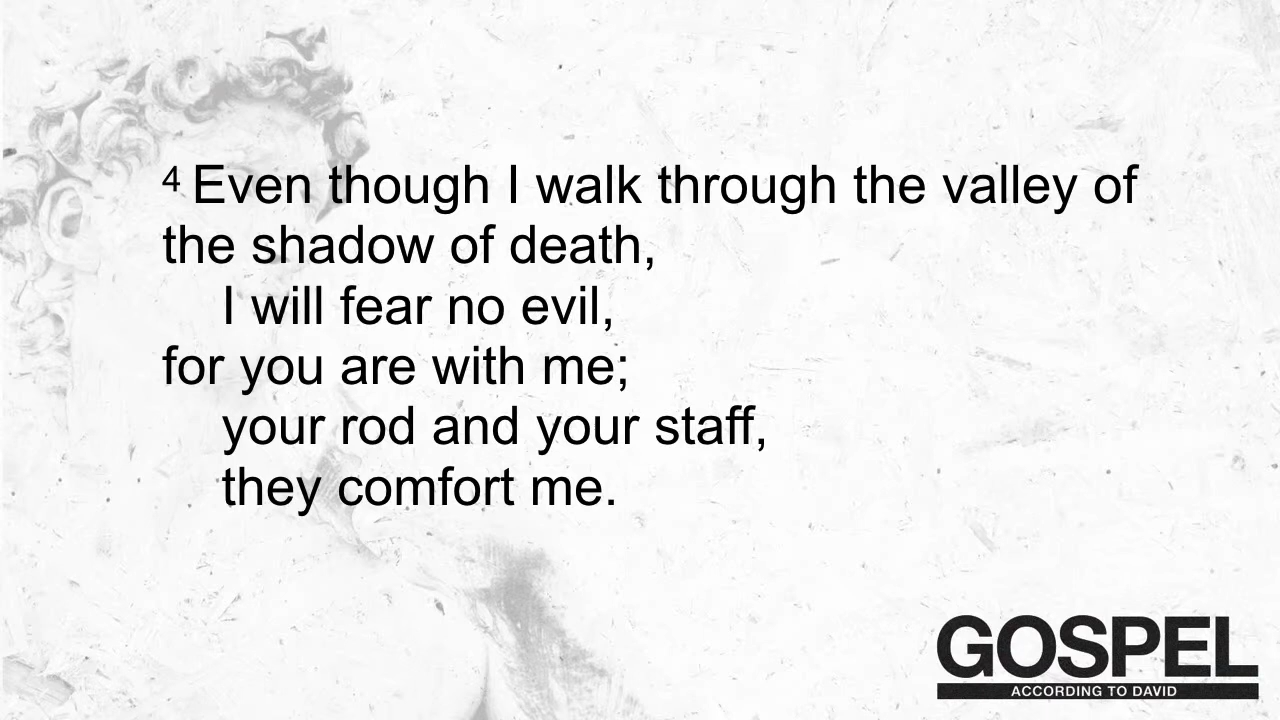 4 Even though I walk through the valley of
the shadow of death,
I will fear no evil,
for you are with me;
your rod and your staff,
they comfort me.
GOSPEL
ACCORDING TO DAVID